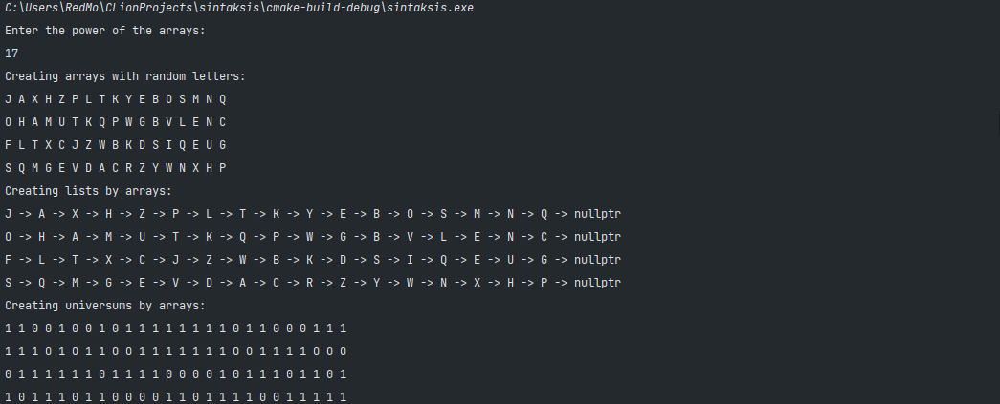 C:\Users\RedMo\CLionProjects\sintaksis\cmake-build-debug\sintaksis.exe
Enter the power of the arrays:
17
Creating arrays with random letters:
J A X H Z P L T K Y E B O S M N Q
O H A M U T K Q P W G B V L E N C
F L T X C J Z W B K D S I Q E U G
S Q M G E V D A C R Z Y W N X H P
Creating lists by arrays:
J -> A -> X -> H -> Z -> P -> L -> T -> K -> Y -> E -> B -> O -> S -> M -> N -> Q -> nullptr
O -> H -> A -> M -> U -> T -> K -> Q -> P -> W -> G -> B -> V -> L -> E -> N -> C -> nullptr
F -> L -> T -> X -> C -> J -> Z -> W -> B -> K -> D -> S -> I -> Q -> E -> U -> G -> nullptr
S -> Q -> M -> G -> E -> V -> D -> A -> C -> R -> Z -> Y -> W -> N -> X -> H -> P -> nullptr
Creating universums by arrays:
1 1 0 0 1 0 0 1 0 1 1 1 1 1 1 1 1 0 1 1 0 0 0 1 1 1
1 1 1 0 1 0 1 1 0 0 1 1 1 1 1 1 1 0 0 1 1 1 1 0 0 0
0 1 1 1 1 1 1 0 1 1 1 1 0 0 0 0 1 0 1 1 1 0 1 1 0 1
1 0 1 1 1 0 1 1 0 0 0 0 1 1 0 1 1 1 1 0 0 1 1 1 1 1